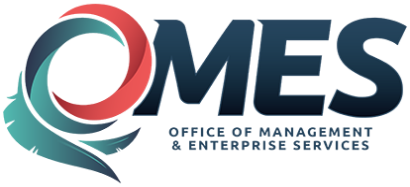 OMES
OFFICE OF MANAGEMENT
& ENTERPRISE SERVICES